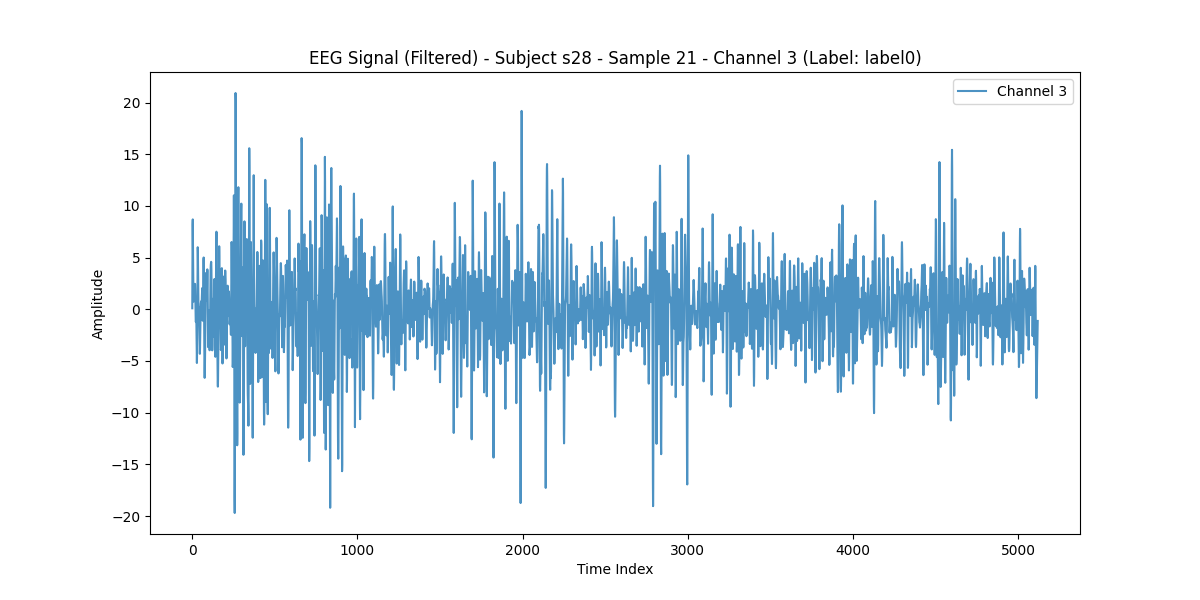 EEG Signal (Filtered) - Subject s28 - Sample 21 - Channel 3 (Label: label0)
Channel 3
20
15
10
5
0
−5
−10
−15
−20
Amplitude
0 1000 2000 3000 4000 5000
Time Index